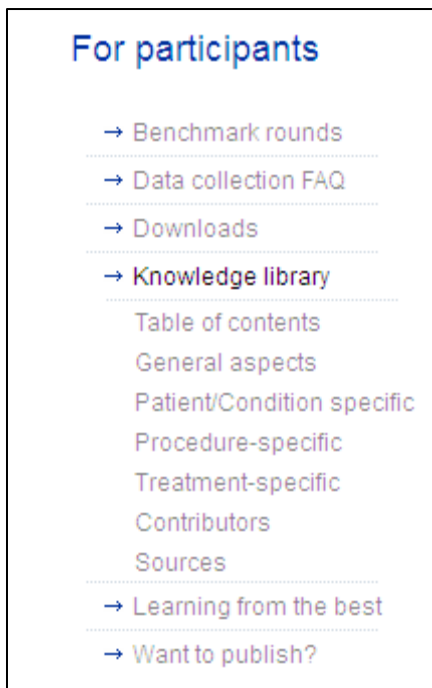 For participants
→ Benchmark rounds
→ Data collection FAQ
→ Downloads
→ Knowledge library
Table of contents
General aspects
Patient/Condition specific
Procedure-specific
Treatment-specific
Contributors
Sources
→ Learning from the best
→ Want to publish?